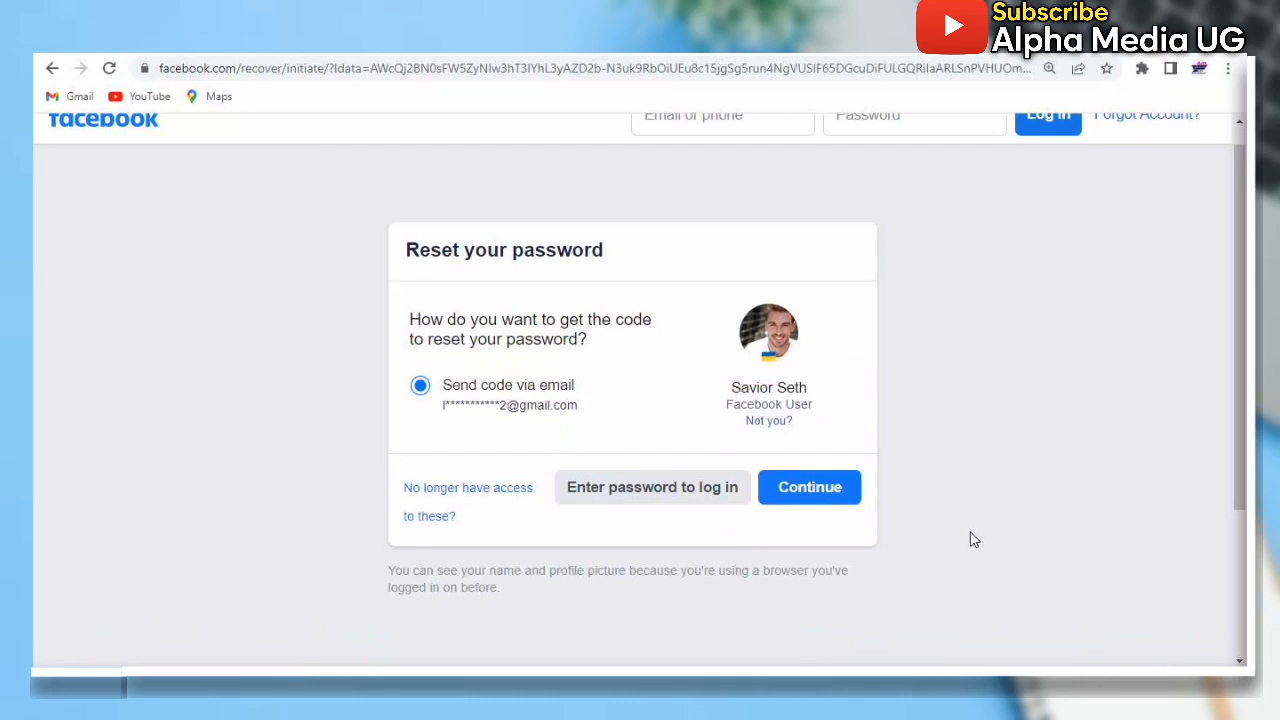 Subscribe
Alpha Media UG
facebook.com/recover/initiate/?ldata=AWcQj2BN0sFW5ZyNIw3hT3lYhL3yAZD2b-N3uk9RbOiUEu8c15jgSg5run4NgVUSIF65DGcuDiFULGQRiIaARLSnPVHUOm...
Gmail YouTube Maps
facebook Email or phone Password Log In Forgot Account?
Reset your password
How do you want to get the code
to reset your password?
Send code via email
l***********2@gmail.com
Savior Seth
Facebook User
Not you?
No longer have access
to these?
Enter password to log in
Continue
You can see your name and profile picture because you're using a browser you've
logged in on before.